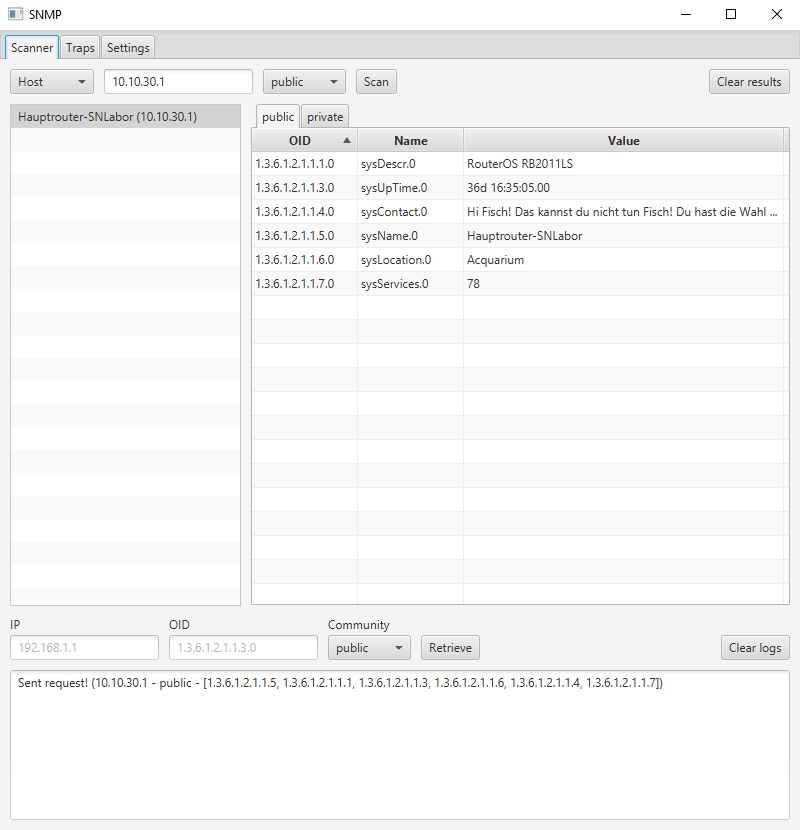 SNMP
Scanner Traps Settings
Host 10.10.30.1 public Scan Clear results
Hauptrouter-SNLabor (10.10.30.1)
public private
OID Name Value
1.3.6.1.2.1.1.1.0 sysDescr.0 RouterOS RB2011LS
1.3.6.1.2.1.1.3.0 sysUpTime.0 36d 16:35:05.00
1.3.6.1.2.1.1.4.0 sysContact.0 Hi Fisch! Das kannst du nicht tun Fisch! Du hast die Wahl ...
1.3.6.1.2.1.1.5.0 sysName.0 Hauptrouter-SNLabor
1.3.6.1.2.1.1.6.0 sysLocation.0 Acquarium
1.3.6.1.2.1.1.7.0 sysServices.0 78
IP OID Community
192.168.1.1 1.3.6.1.2.1.1.3.0 public Retrieve Clear logs
Sent request! (10.10.30.1 - public - [1.3.6.1.2.1.1.5, 1.3.6.1.2.1.1.1, 1.3.6.1.2.1.1.3, 1.3.6.1.2.1.1.6, 1.3.6.1.2.1.1.4, 1.3.6.1.2.1.1.7])